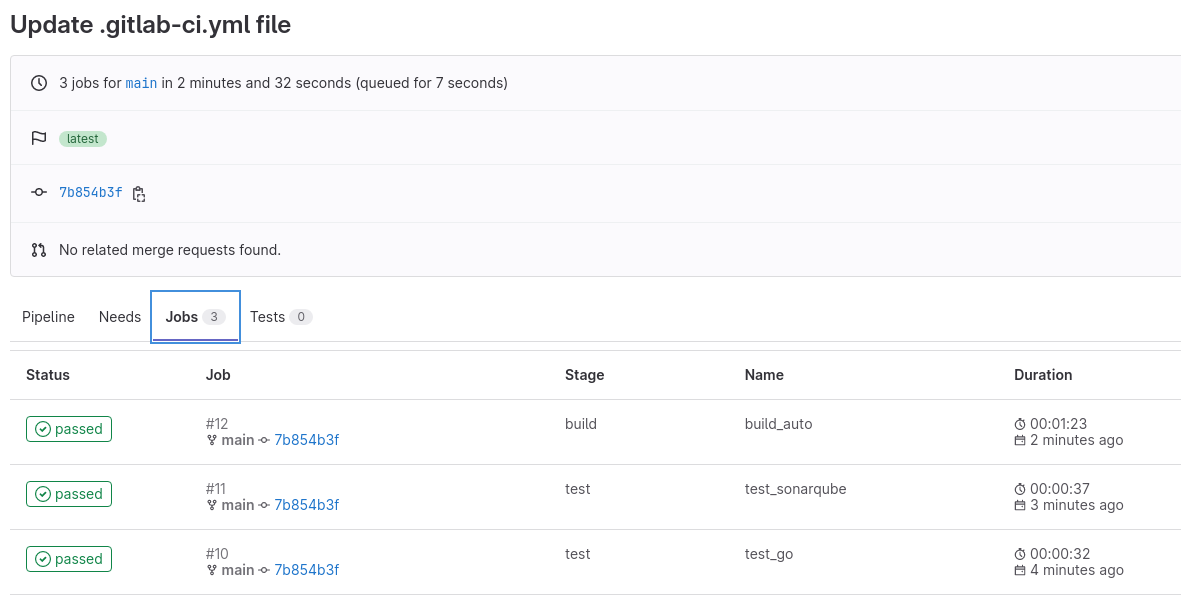 Update .gitlab-ci.yml file
3 jobs for main in 2 minutes and 32 seconds (queued for 7 seconds)
latest
7b854b3f
No related merge requests found.
Pipeline Needs Jobs 3 Tests 0
Status Job Stage Name Duration
passed #12 build build_auto 00:01:23
main 7b854b3f 2 minutes ago
passed #11 test test_sonarqube 00:00:37
main 7b854b3f 3 minutes ago
passed #10 test test_go 00:00:32
main 7b854b3f 4 minutes ago